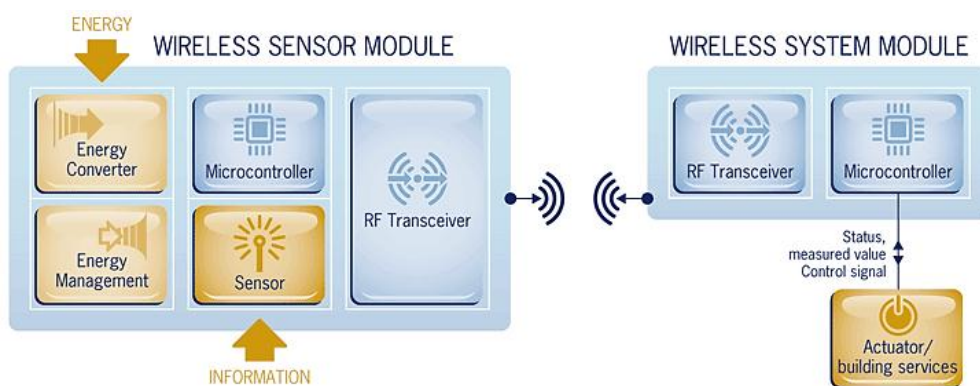 ENERGY
WIRELESS SENSOR MODULE
WIRELESS SYSTEM MODULE
Energy
Converter
Microcontroller
RF Transceiver
RF Transceiver
Microcontroller
Energy
Management
Sensor
Status,
measured value
Control signal
Actuator/
building services
INFORMATION